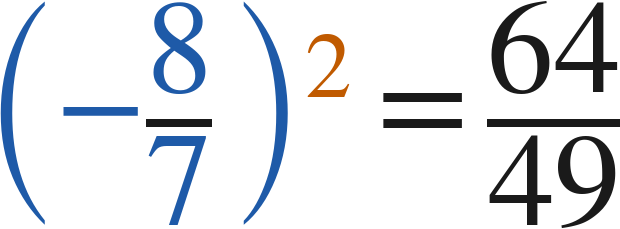 (−8/7)² = 64/49